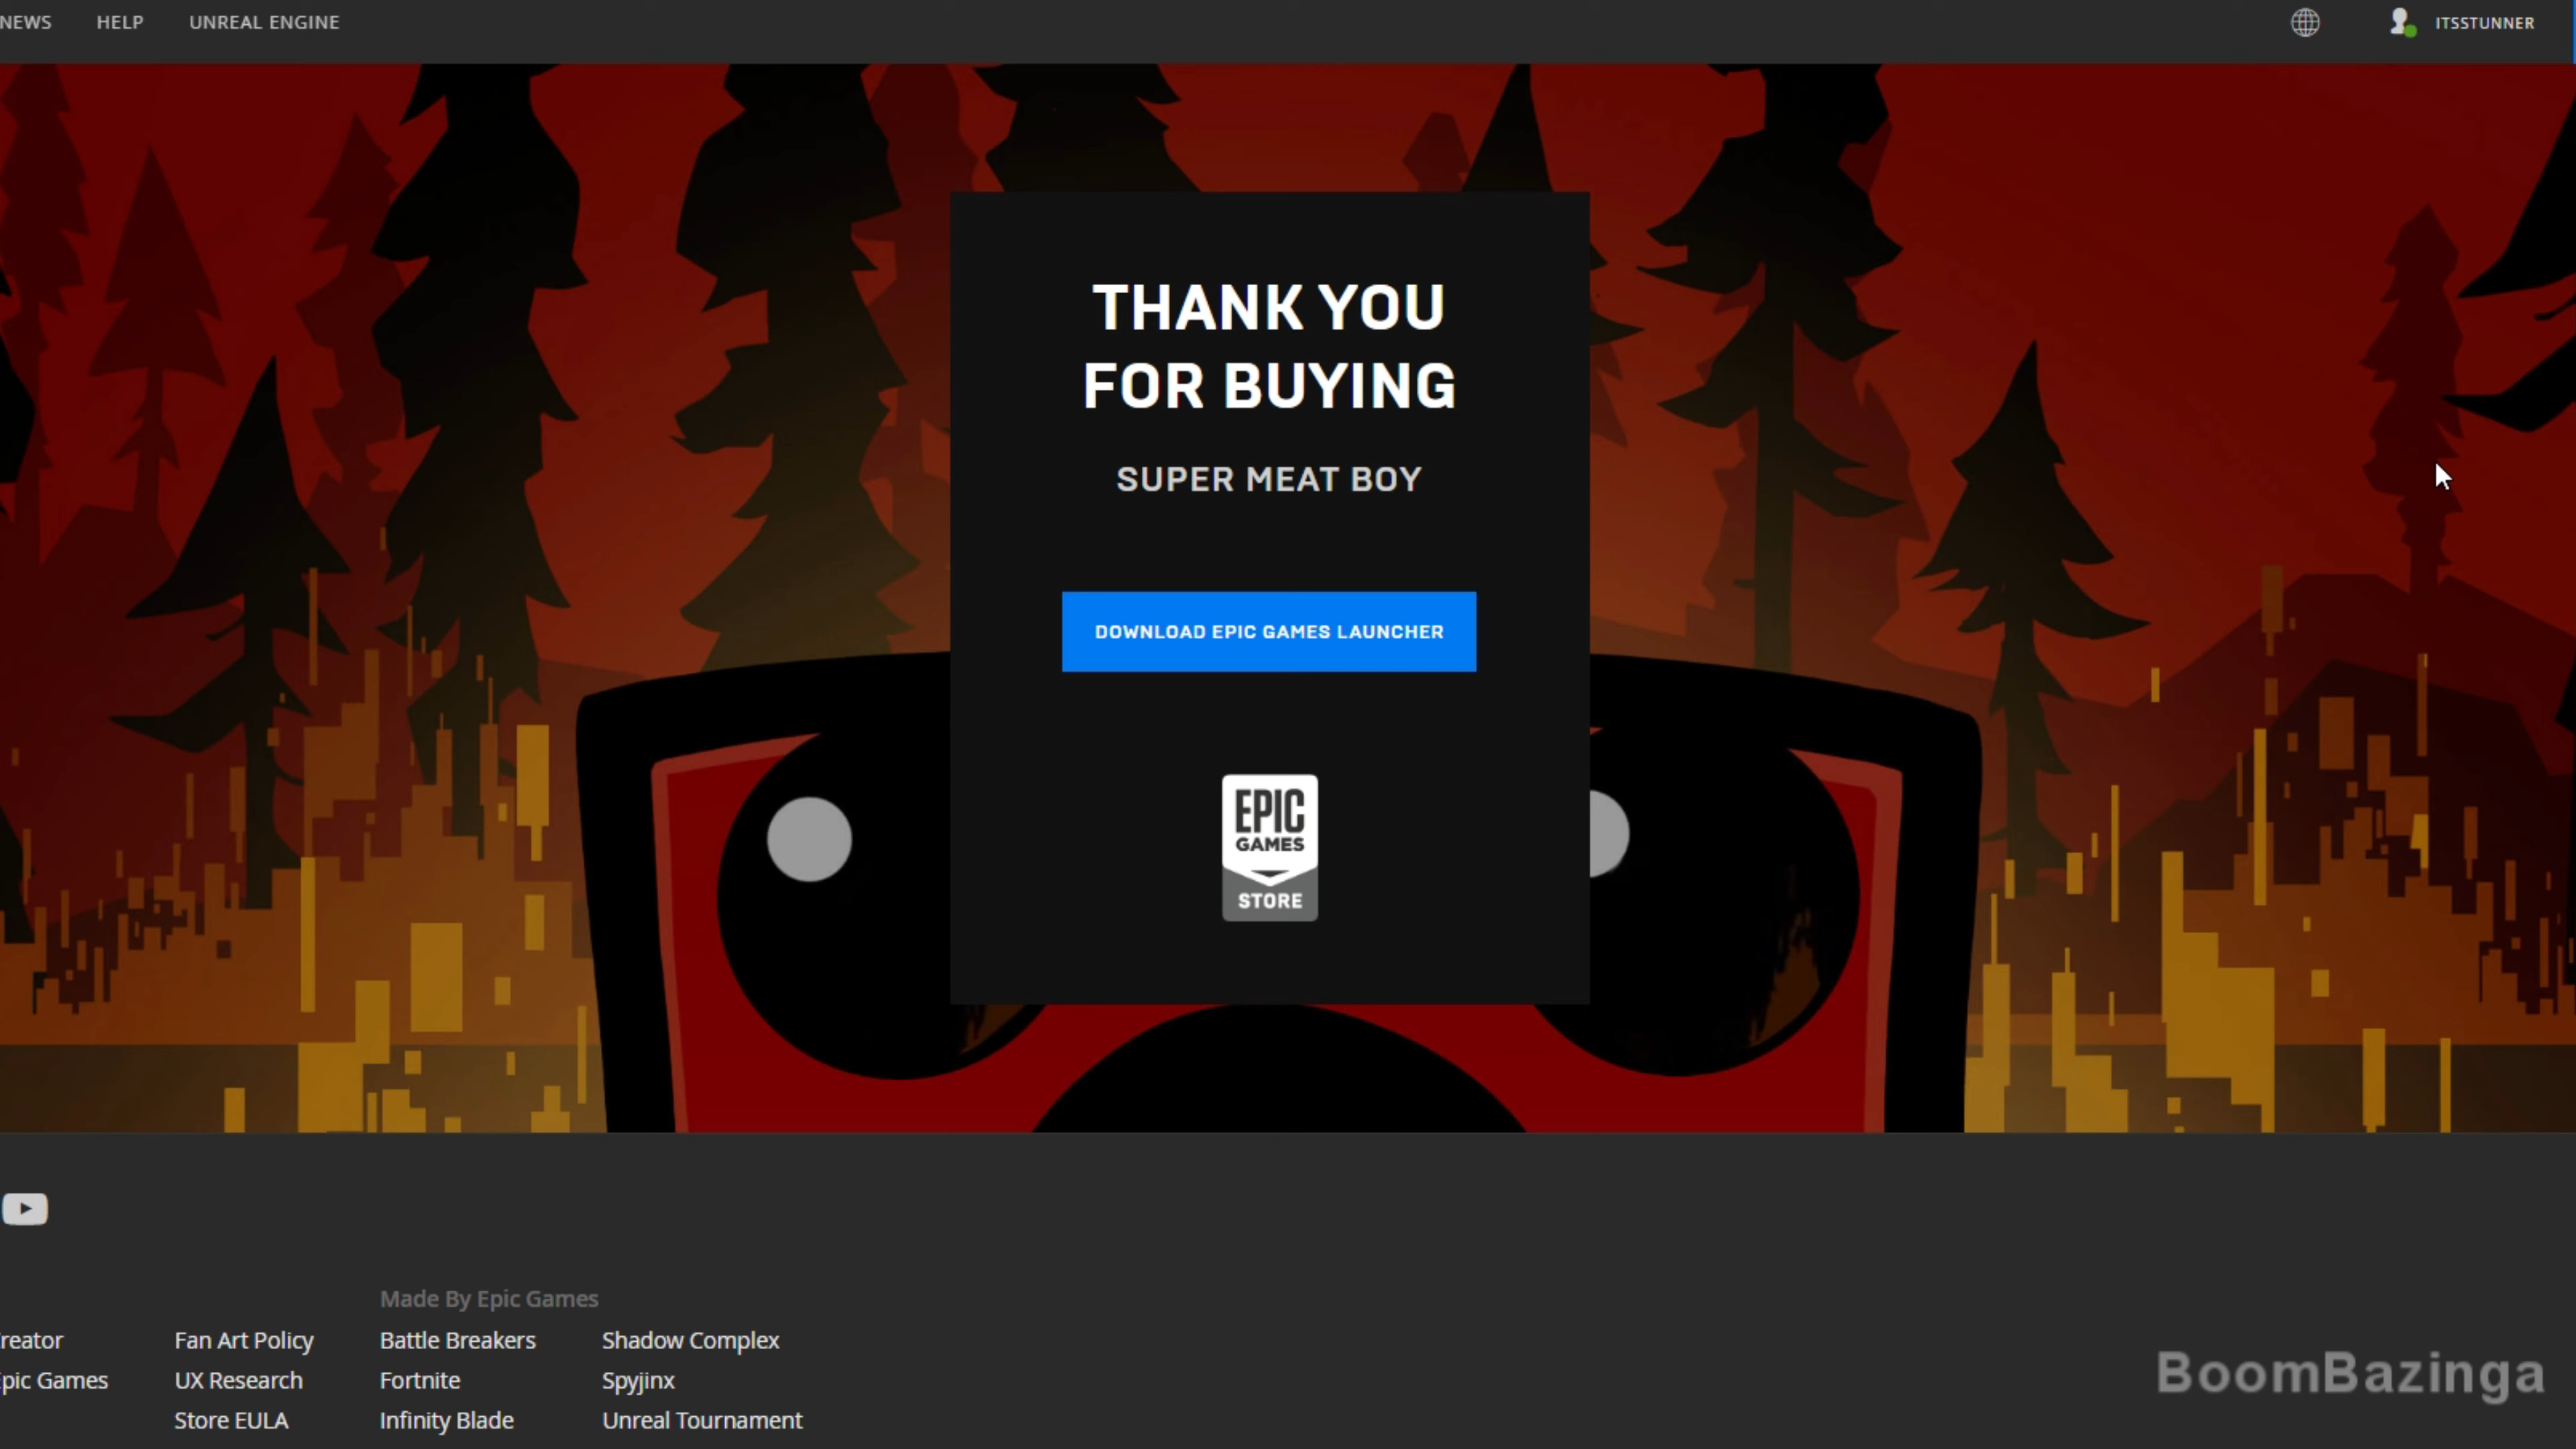 NEWS HELP UNREAL ENGINE ITSSTUNNER
THANK YOU
FOR BUYING
SUPER MEAT BOY
DOWNLOAD EPIC GAMES LAUNCHER
EPIC
GAMES
STORE
Made By Epic Games
reator Fan Art Policy Battle Breakers Shadow Complex
pic Games UX Research Fortnite Spyjinx
Store EULA Infinity Blade Unreal Tournament
BoomBazinga